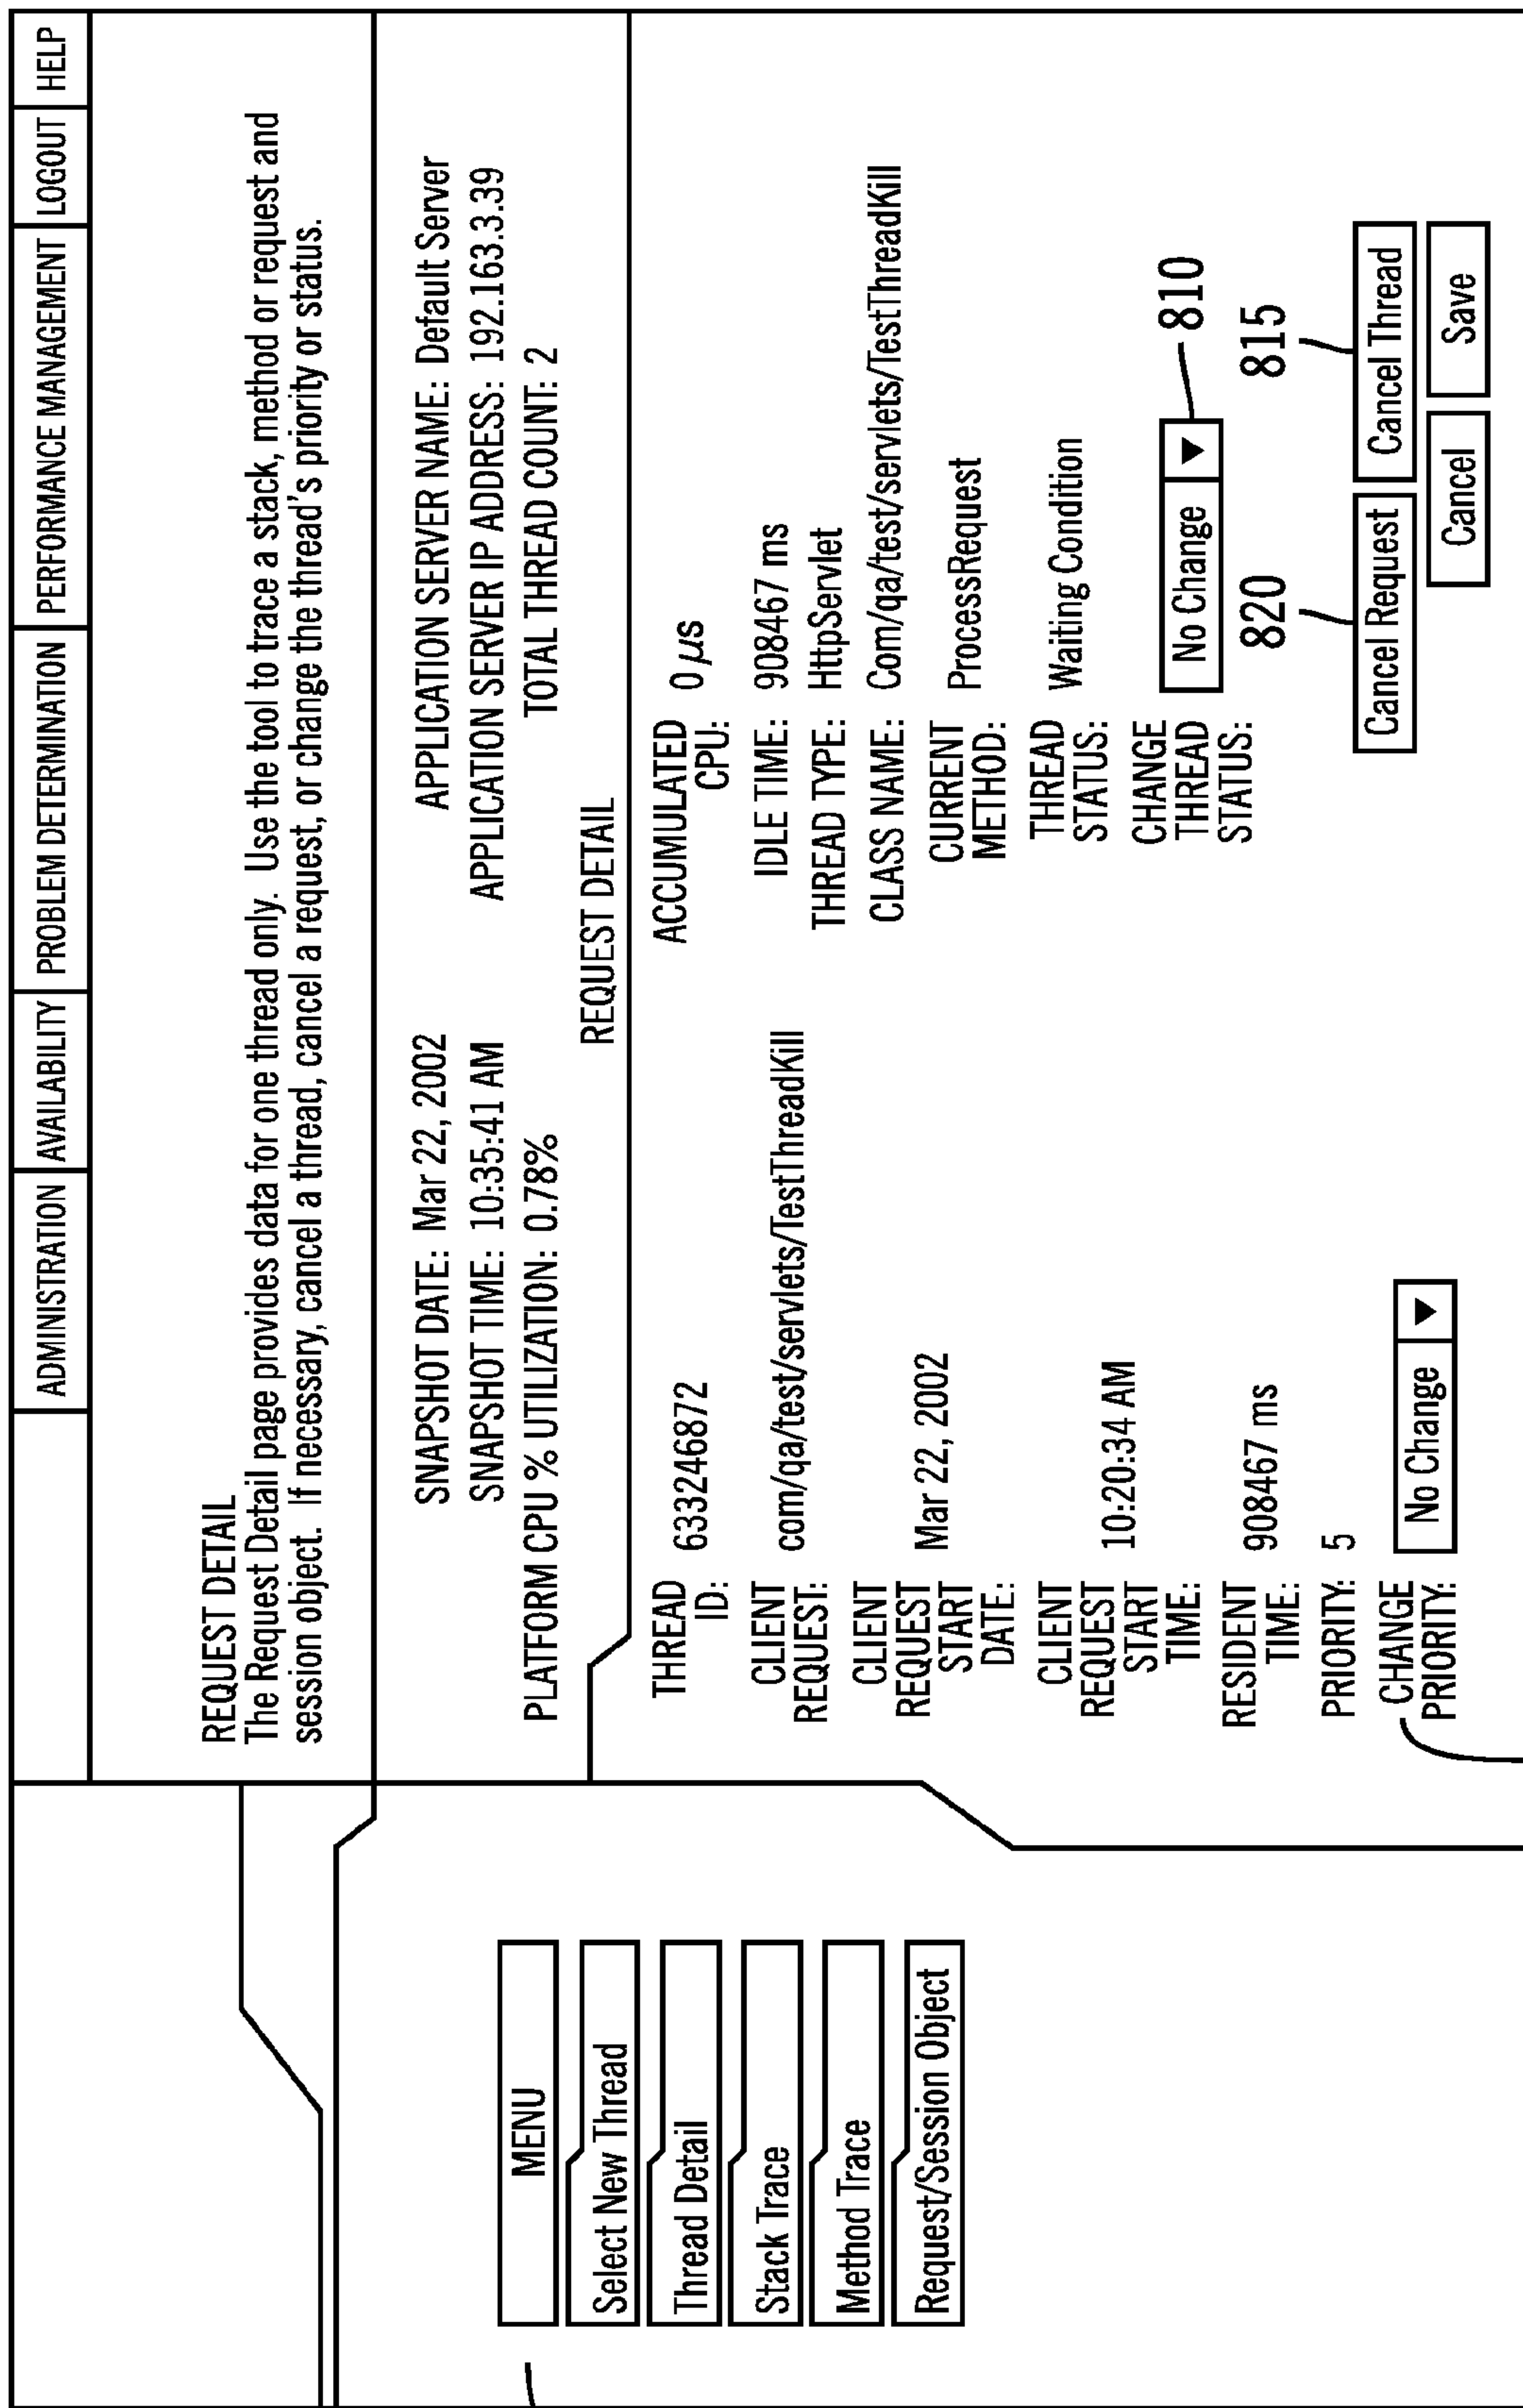 ADMINISTRATION AVAILABILITY PROBLEM DETERMINATION PERFORMANCE MANAGEMENT LOGOUT HELP
REQUEST DETAIL
The Request Detail page provides data for one thread only. Use the tool to trace a stack, method or request and
session object. If necessary, cancel a thread, cancel a request, or change the thread's priority or status.
SNAPSHOT DATE: Mar 22, 2002
SNAPSHOT TIME: 10:35:41 AM
PLATFORM CPU % UTILIZATION: 0.78%
APPLICATION SERVER NAME: Default Server
APPLICATION SERVER IP ADDRESS: 192.163.3.39
TOTAL THREAD COUNT: 2
REQUEST DETAIL
MENU
Select New Thread
Thread Detail
Stack Trace
Method Trace
Request/Session Object
THREAD
ID: 633246872
CLIENT
REQUEST: com/qa/test/servlets/TestThreadKill
CLIENT
REQUEST
START
DATE: Mar 22, 2002
CLIENT
REQUEST
START
TIME: 10:20:34 AM
RESIDENT
TIME: 908467 ms
PRIORITY: 5
CHANGE
PRIORITY: No Change
ACCUMULATED
CPU: 0 µs
IDLE TIME: 908467 ms
THREAD TYPE: HttpServlet
CLASS NAME: Com/qa/test/servlets/TestThreadKill
CURRENT
METHOD: ProcessRequest
THREAD
STATUS: Waiting Condition
CHANGE
THREAD
STATUS: No Change
810
820
815
Cancel Request Cancel Thread
Cancel Save